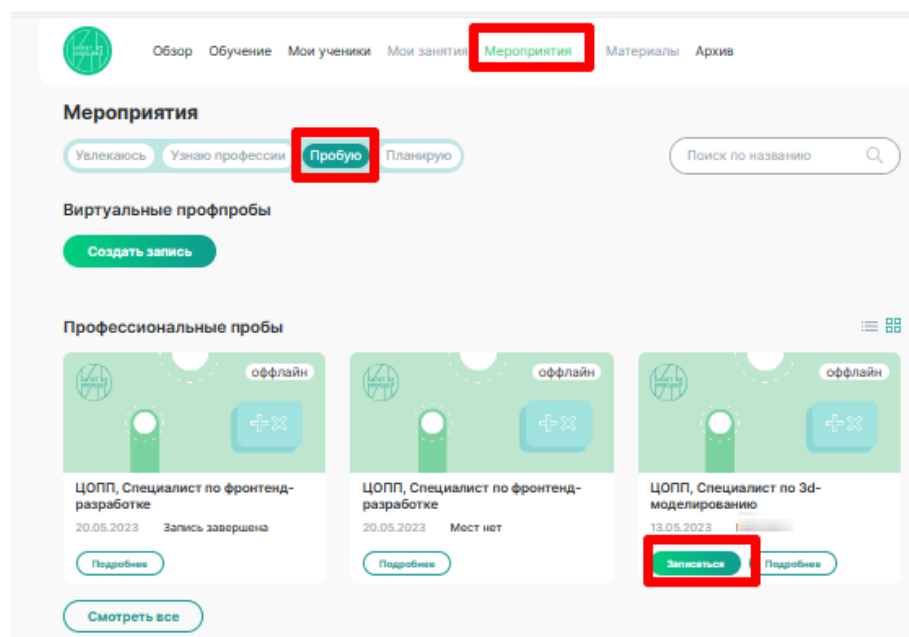 Обзор Обучение Мои ученики Мои занятия Мероприятия Материалы Архив
Мероприятия
Увлекаюсь Узнаю профессии Пробую Планирую Поиск по названию
Виртуальные профпробы
Создать запись
Профессиональные пробы
оффлайн оффлайн оффлайн
ЦОПП, Специалист по фронтенд-
разработке
20.05.2023 Запись завершена
Подробнее
ЦОПП, Специалист по фронтенд-
разработке
20.05.2023 Мест нет
Подробнее
ЦОПП, Специалист по 3d-
моделированию
13.05.2023
Записаться Подробнее
Смотреть все